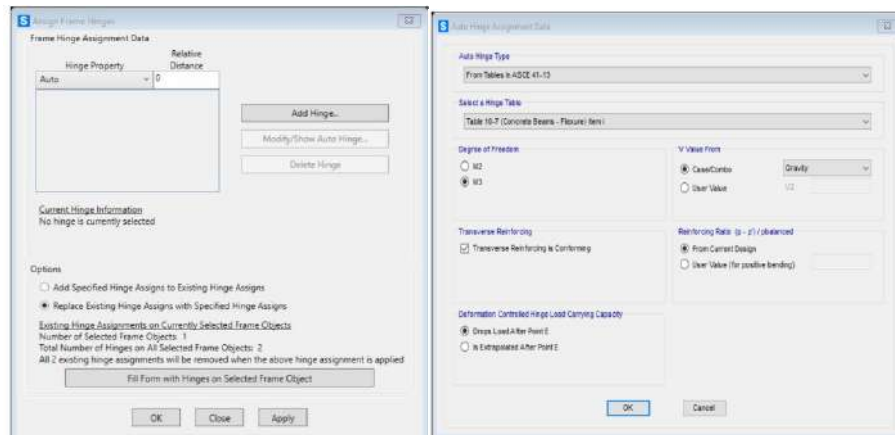 Assign Frame Hinges
Frame Hinge Assignment Data
Relative
Hinge Property Distance
Auto 0
Add Hinge...
Modify/Show Auto Hinge...
Delete Hinge
Current Hinge Information
No hinge is currently selected
Options
Add Specified Hinge Assigns to Existing Hinge Assigns
Replace Existing Hinge Assigns with Specified Hinge Assigns
Existing Hinge Assignments on Currently Selected Frame Objects
Number of Selected Frame Objects: 1
Total Number of Hinges on All Selected Frame Objects: 2
All 2 existing hinge assignments will be removed when the above hinge assignment is applied
Fill Form with Hinges on Selected Frame Object
OK Close Apply
Auto Hinge Assignment Data
Auto Hinge Type
From Tables In ASCE 41-13
Select a Hinge Table
Table 10-7 (Concrete Beams - Flexure) Item i
Degree of Freedom
M2
M3
V Value From
Case/Combo Gravity
User Value V2
Transverse Reinforcing
Transverse Reinforcing is Conforming
Reinforcing Ratio (p - p') / pbalanced
From Current Design
User Value (for positive bending)
Deformation Controlled Hinge Load Carrying Capacity
Drops Load After Point E
Is Extrapolated After Point E
OK Cancel